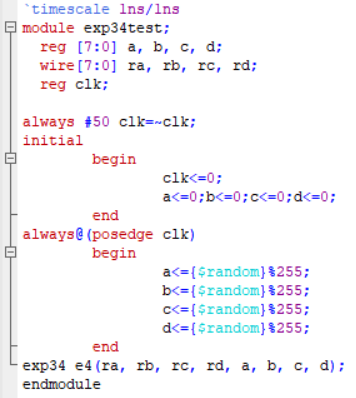 `timescale 1ns/1ns
module exp34test;
reg [7:0] a, b, c, d;
wire[7:0] ra, rb, rc, rd;
reg clk;
always #50 clk=~clk;
initial
begin
clk<=0;
a<=0;b<=0;c<=0;d<=0;
end
always@(posedge clk)
begin
a<={$random}%255;
b<={$random}%255;
c<={$random}%255;
d<={$random}%255;
end
exp34 e4(ra, rb, rc, rd, a, b, c, d);
endmodule